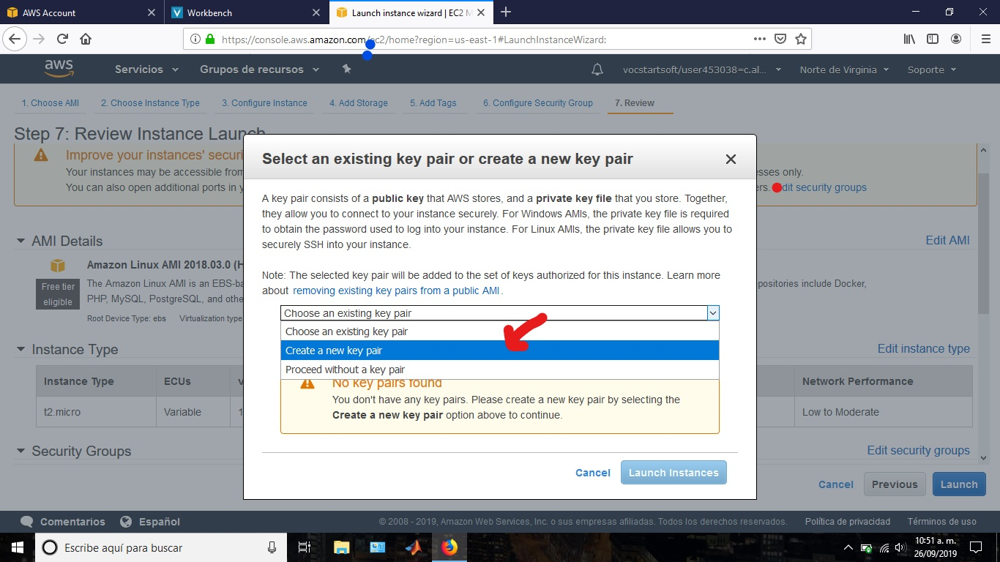 AWS Account
Workbench
Launch instance wizard | EC2 M
https://console.aws.amazon.com/ec2/home?region=us-east-1#LaunchInstanceWizard:
aws
Servicios
Grupos de recursos
vocstartsoft/user453038=c.al...
Norte de Virginia
Soporte
1. Choose AMI
2. Choose Instance Type
3. Configure Instance
4. Add Storage
5. Add Tags
6. Configure Security Group
7. Review
Step 7: Review Instance Launch
Improve your instances' securi
Your instances may be accessible from
esses only.
You can also open additional ports in y
ers.
dit security groups
AMI Details
Edit AMI
Amazon Linux AMI 2018.03.0 (H
Free tier
eligible
The Amazon Linux AMI is an EBS-ba
positories include Docker,
PHP, MySQL, PostgreSQL, and othe
Root Device Type: ebs
Virtualization type
Instance Type
Edit instance type
Instance Type
ECUs
v
Network Performance
t2.micro
Variable
1
Low to Moderate
Security Groups
Edit security groups
Cancel
Previous
Launch
Select an existing key pair or create a new key pair
A key pair consists of a public key that AWS stores, and a private key file that you store. Together,
they allow you to connect to your instance securely. For Windows AMIs, the private key file is required
to obtain the password used to log into your instance. For Linux AMIs, the private key file allows you to
securely SSH into your instance.
Note: The selected key pair will be added to the set of keys authorized for this instance. Learn more
about removing existing key pairs from a public AMI.
Choose an existing key pair
Choose an existing key pair
Create a new key pair
Proceed without a key pair
No key pairs found
You don't have any key pairs. Please create a new key pair by selecting the
Create a new key pair option above to continue.
Cancel
Launch Instances
Comentarios
Español
© 2008 - 2019, Amazon Web Services, Inc. o sus empresas afiliadas. Todos los derechos reservados.
Política de privacidad
Términos de uso
Escribe aquí para buscar
10:51 a. m.
26/09/2019